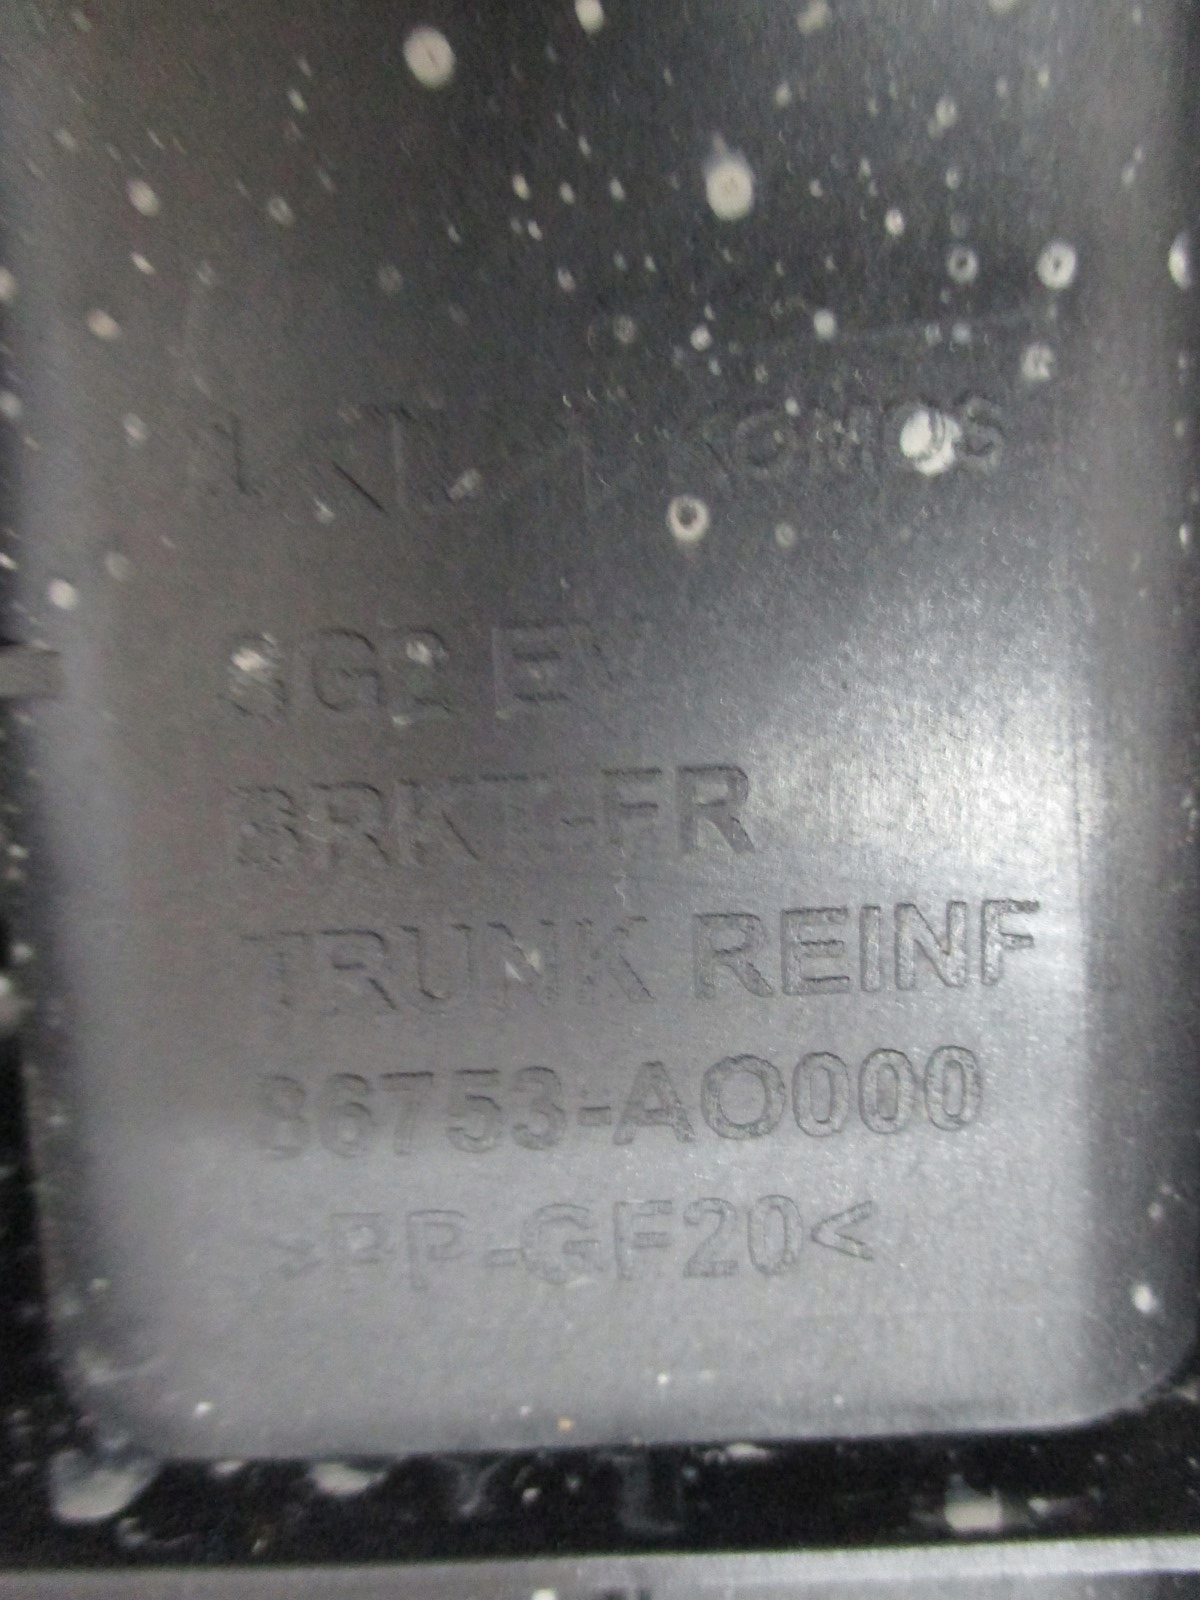 SG2 EV
BRKT-FR
TRUNK REINF
86753-AO000
>PP-GF20<